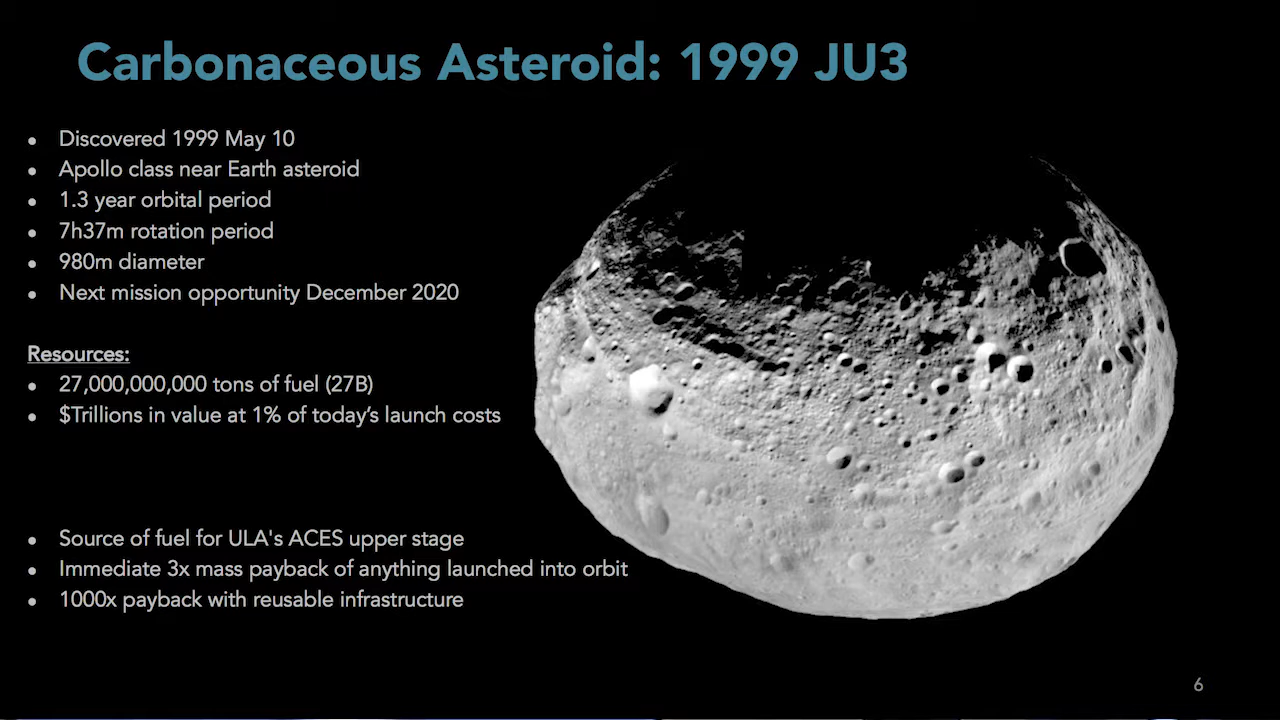 Carbonaceous Asteroid: 1999 JU3
• Discovered 1999 May 10
• Apollo class near Earth asteroid
• 1.3 year orbital period
• 7h37m rotation period
• 980m diameter
• Next mission opportunity December 2020
Resources:
• 27,000,000,000 tons of fuel (27B)
• $Trillions in value at 1% of today’s launch costs
• Source of fuel for ULA's ACES upper stage
• Immediate 3x mass payback of anything launched into orbit
• 1000x payback with reusable infrastructure
6